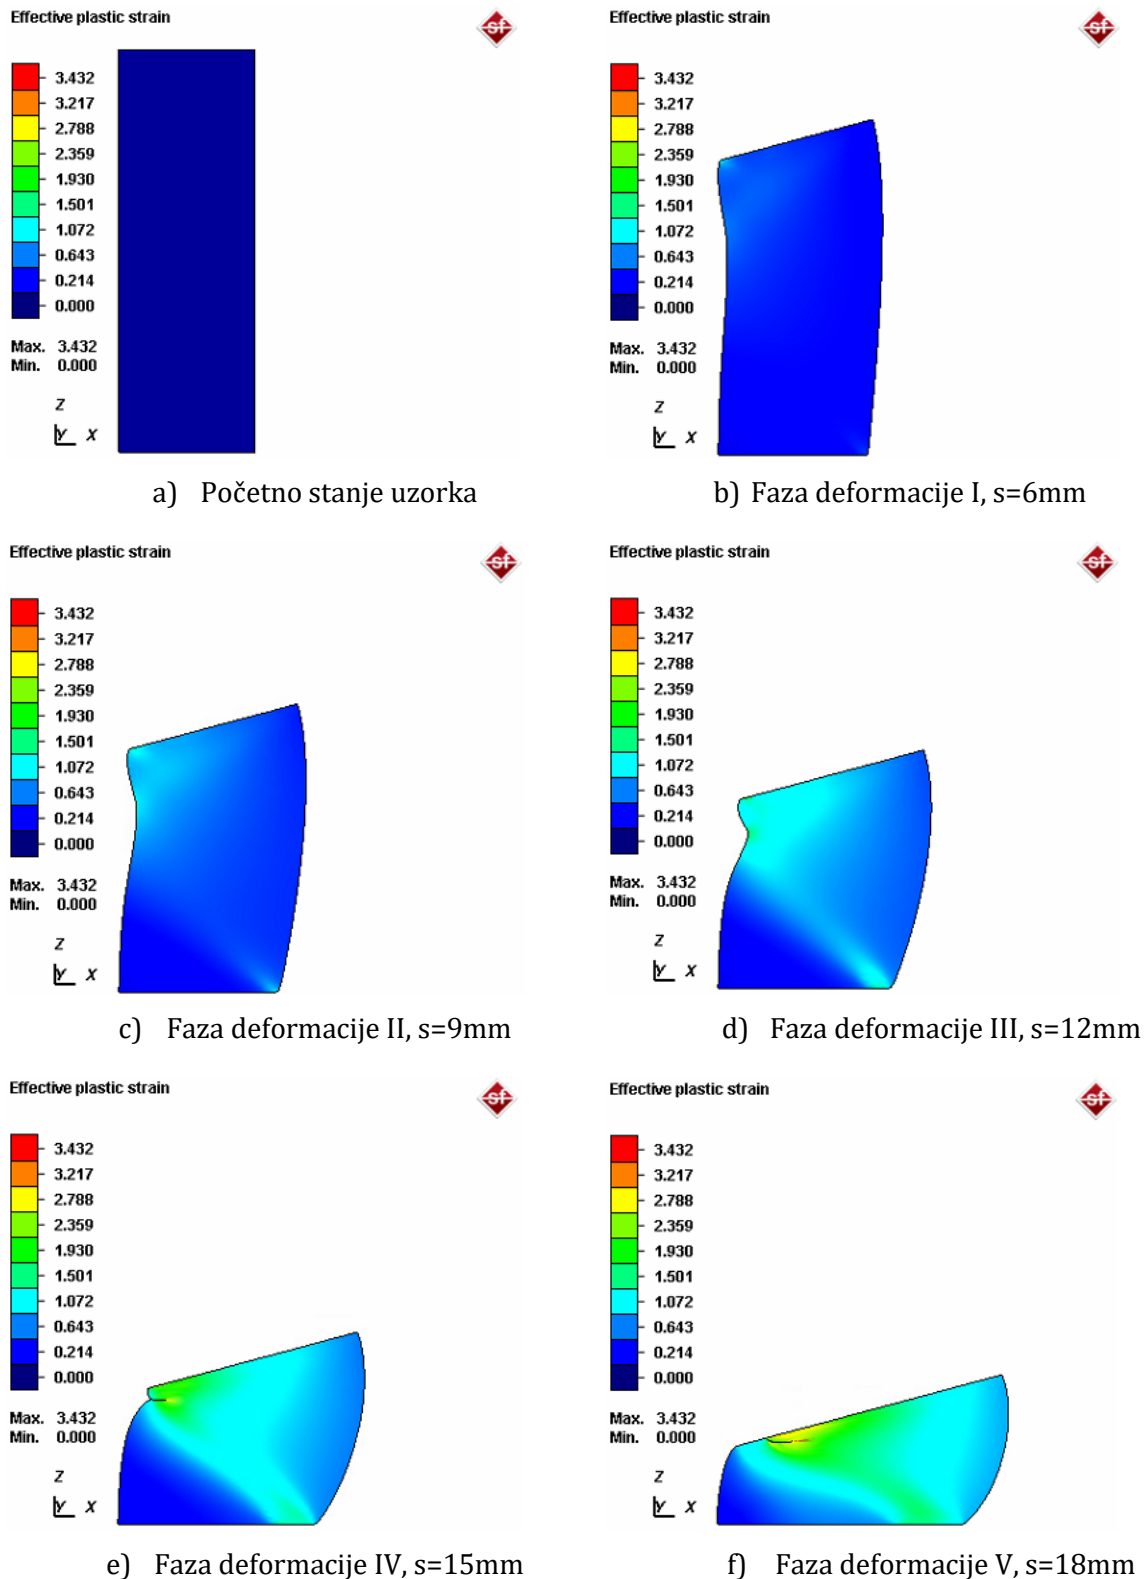 Effective plastic strain
sf
3.432
3.217
2.788
2.359
1.930
1.501
1.072
0.643
0.214
0.000
Max. 3.432
Min. 0.000
Z
Y X
a) Početno stanje uzorka
Effective plastic strain
sf
3.432
3.217
2.788
2.359
1.930
1.501
1.072
0.643
0.214
0.000
Max. 3.432
Min. 0.000
Z
Y X
b) Faza deformacije I, s=6mm
Effective plastic strain
sf
3.432
3.217
2.788
2.359
1.930
1.501
1.072
0.643
0.214
0.000
Max. 3.432
Min. 0.000
Z
Y X
c) Faza deformacije II, s=9mm
Effective plastic strain
sf
3.432
3.217
2.788
2.359
1.930
1.501
1.072
0.643
0.214
0.000
Max. 3.432
Min. 0.000
Z
Y X
d) Faza deformacije III, s=12mm
Effective plastic strain
sf
3.432
3.217
2.788
2.359
1.930
1.501
1.072
0.643
0.214
0.000
Max. 3.432
Min. 0.000
Z
Y X
e) Faza deformacije IV, s=15mm
Effective plastic strain
sf
3.432
3.217
2.788
2.359
1.930
1.501
1.072
0.643
0.214
0.000
Max. 3.432
Min. 0.000
Z
Y X
f) Faza deformacije V, s=18mm